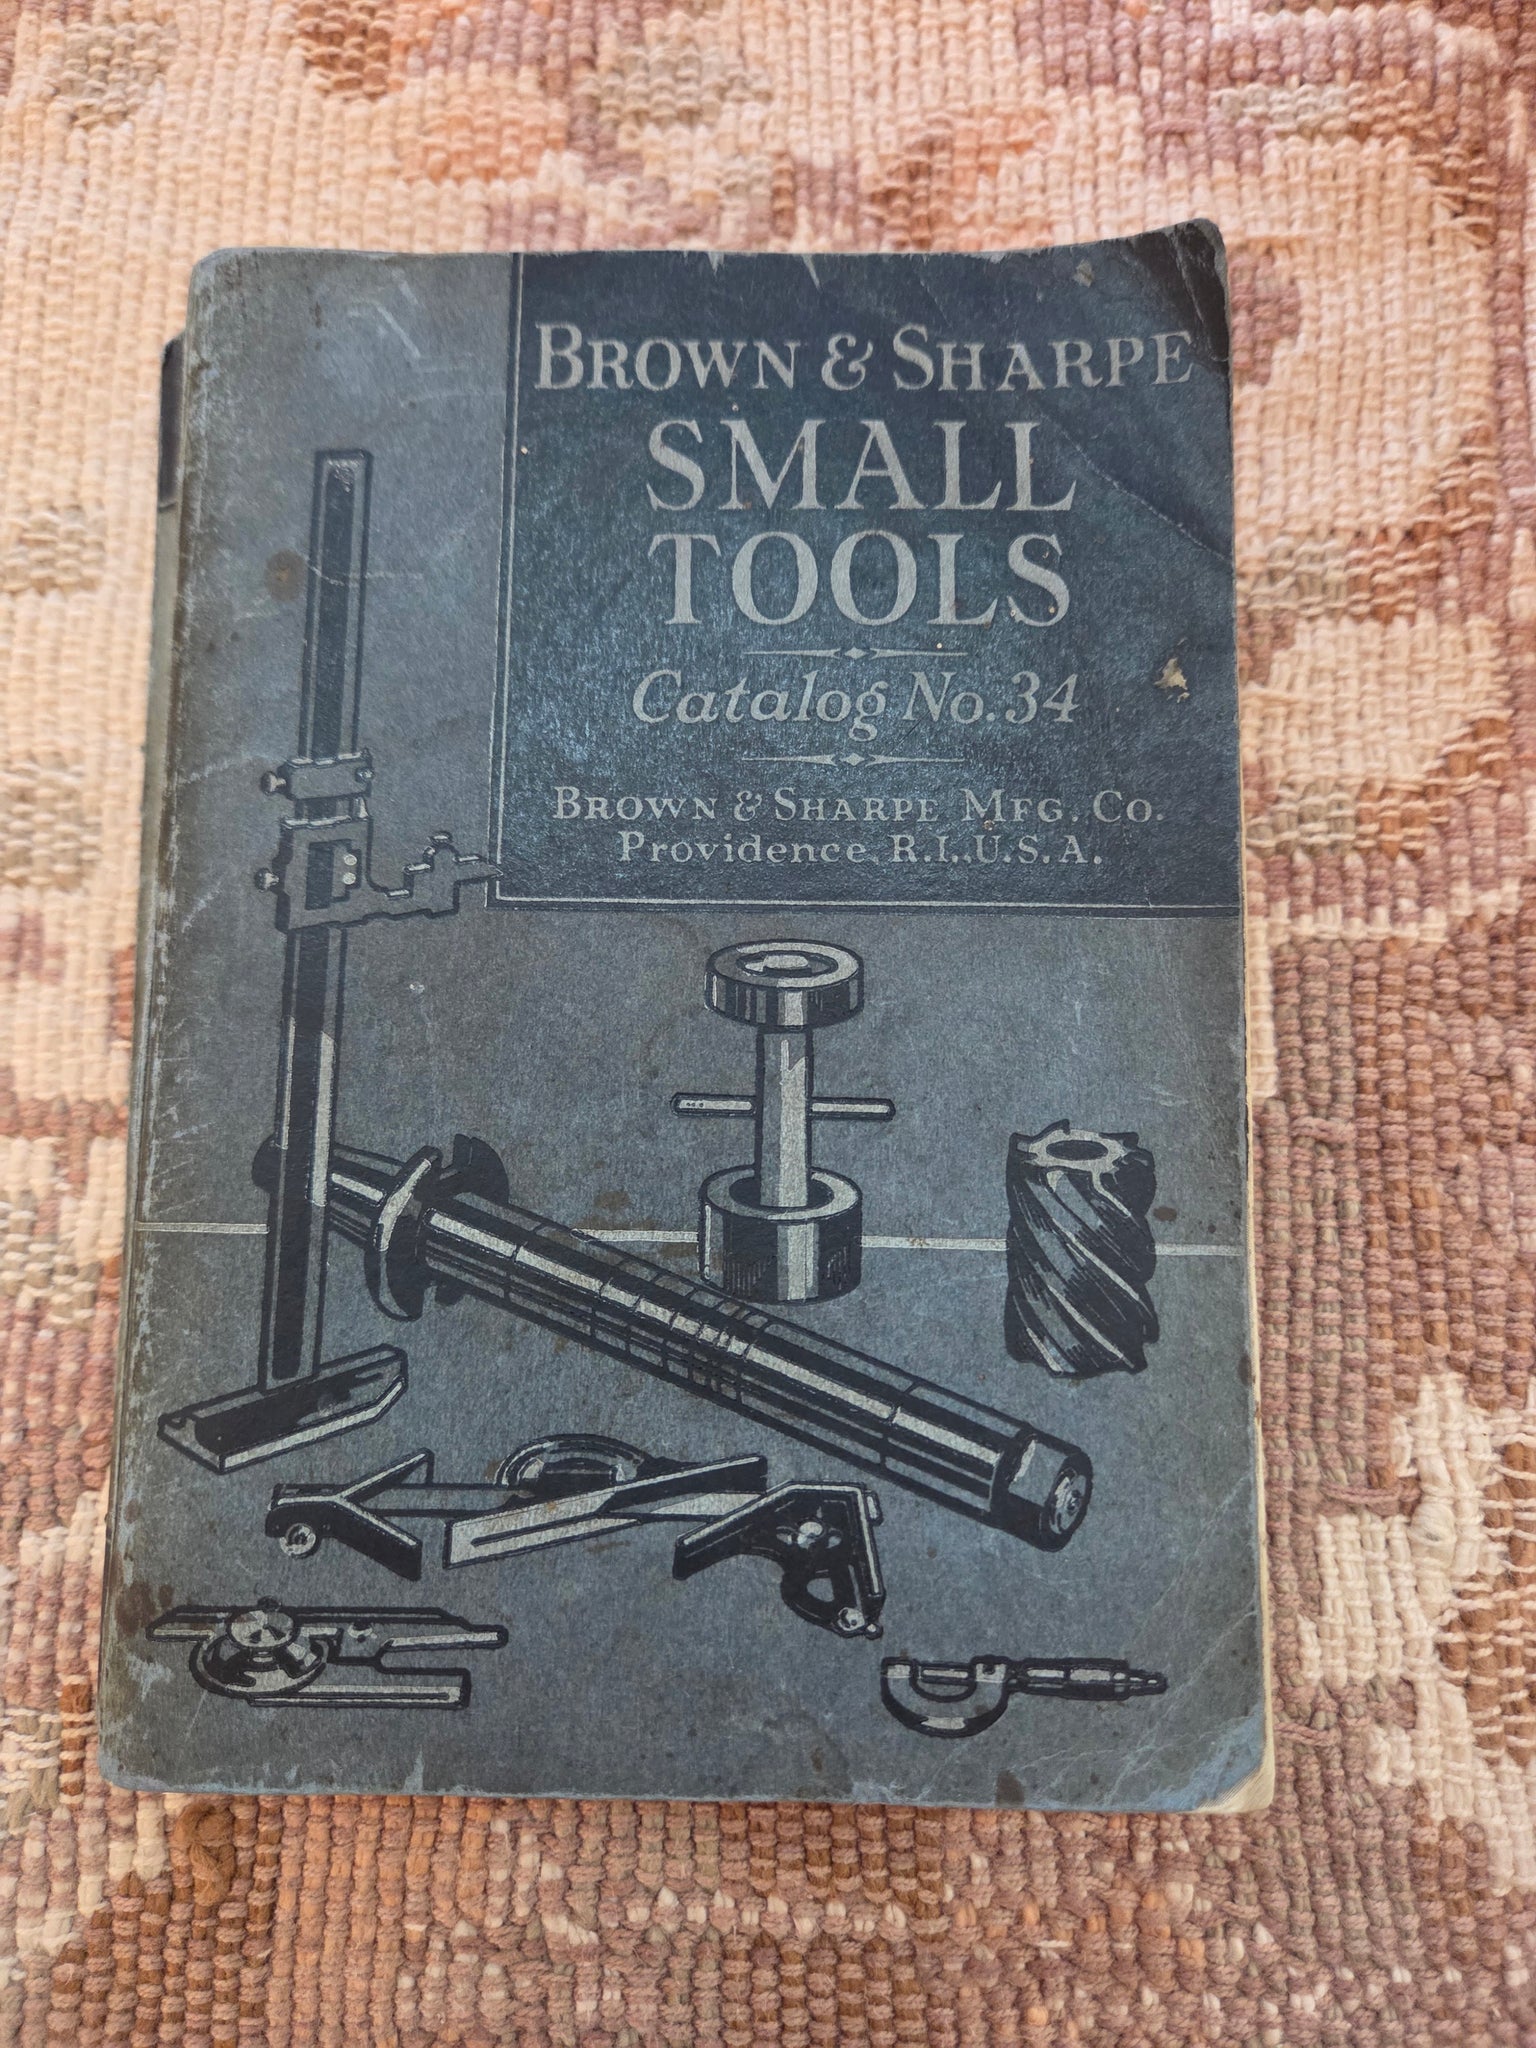 BROWN & SHARPE
SMALL
TOOLS
Catalog No. 34
BROWN & SHARPE MFG. CO.
Providence, R.I., U.S.A.